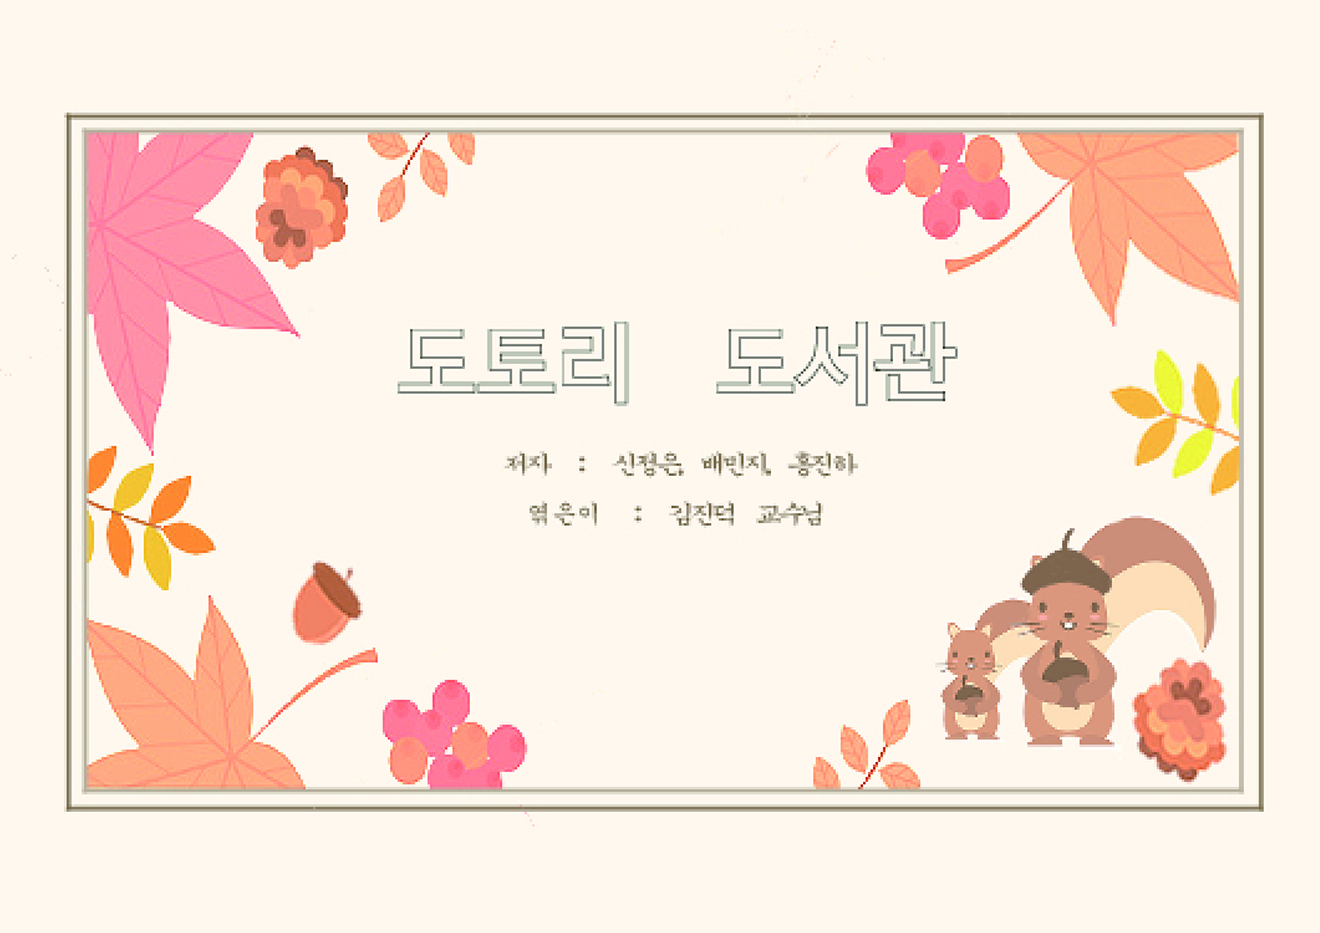 도토리 도서관
저자 : 신정은, 배민지, 홍진하
엮은이 : 김진덕 교수님